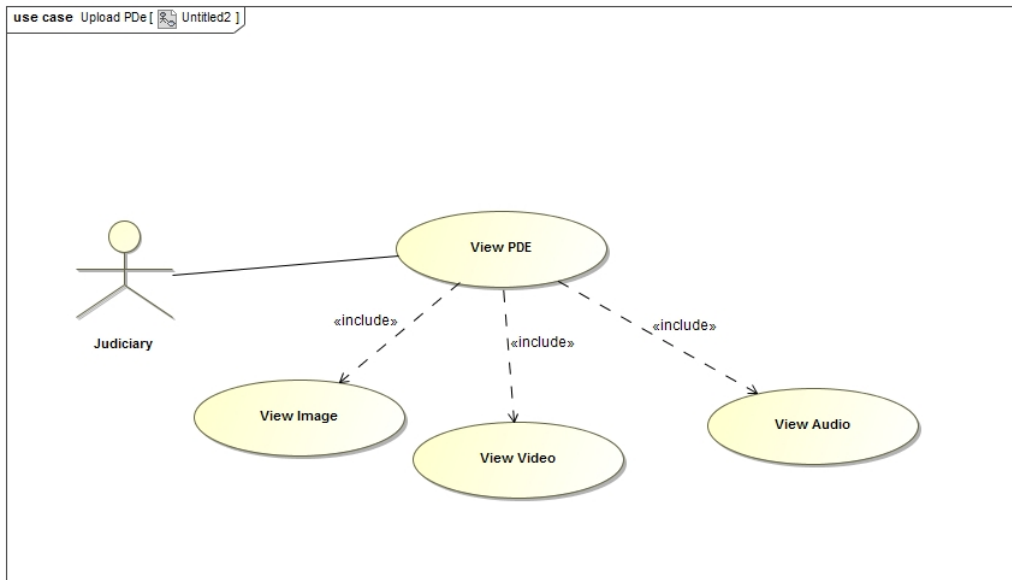 use case Upload PDe [ Untitled2 ]
View PDE
Judiciary
«include»
«include»
«include»
View Image
View Video
View Audio